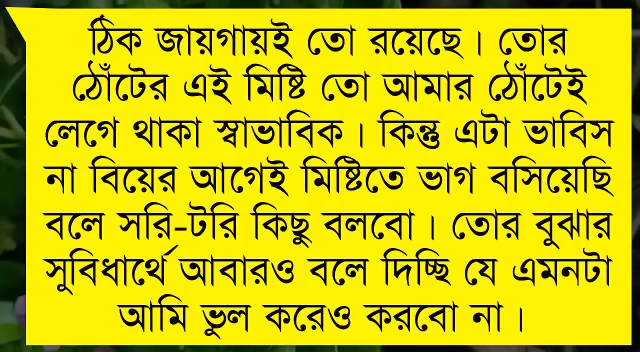 ঠিক জায়গায়ই তো রয়েছে। তোর
ঠোঁটের এই মিষ্টি তো আমার ঠোঁটেই
লেগে থাকা স্বাভাবিক। কিন্তু এটা ভাবিস
না বিয়ের আগেই মিষ্টিতে ভাগ বসিয়েছি
বলে সরি-টরি কিছু বলবো। তোর বুঝার
সুবিধার্থে আবারও বলে দিচ্ছি যে এমনটা
আমি ভুল করেও করবো না।